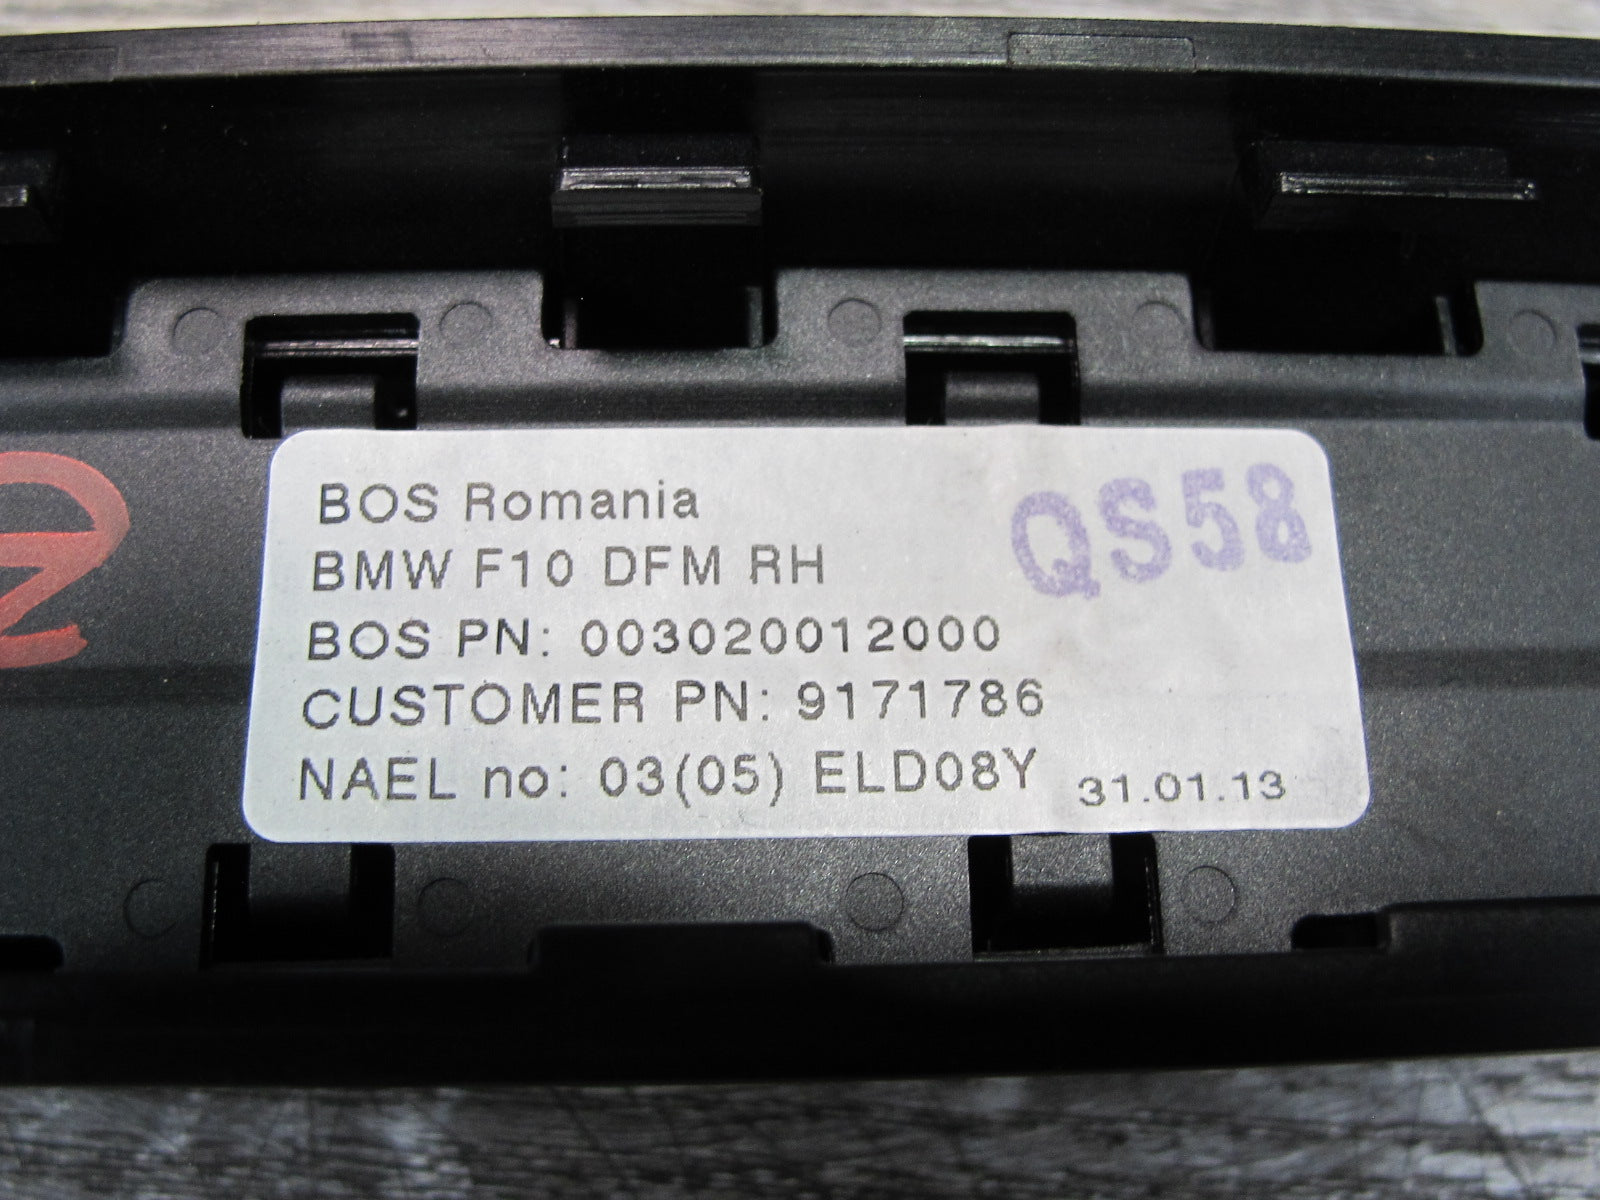 BOS Romania
QS58
BMW F10 DFM RH
BOS PN: 003020012000
CUSTOMER PN: 9171786
NAEL no: 03(05) ELD08Y 31.01.13